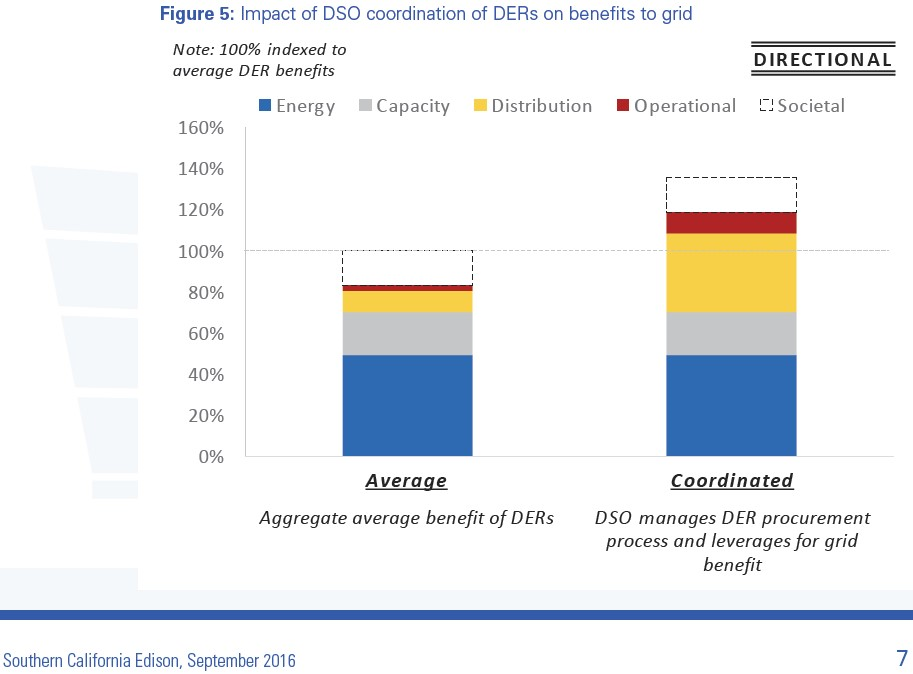 Figure 5: Impact of DSO coordination of DERs on benefits to grid
Note: 100% indexed to
average DER benefits
DIRECTIONAL
Energy Capacity Distribution Operational Societal
160%
140%
120%
100%
80%
60%
40%
20%
0%
Average Coordinated
Aggregate average benefit of DERs
DSO manages DER procurement
process and leverages for grid
benefit
Southern California Edison, September 2016
7